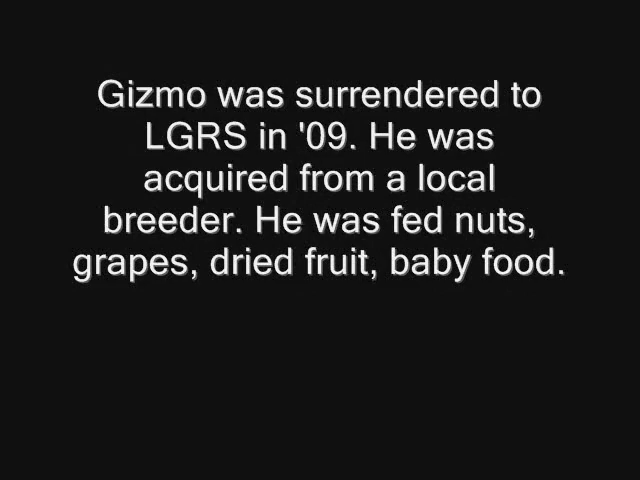 Gizmo was surrendered to
LGRS in '09. He was
acquired from a local
breeder. He was fed nuts,
grapes, dried fruit, baby food.